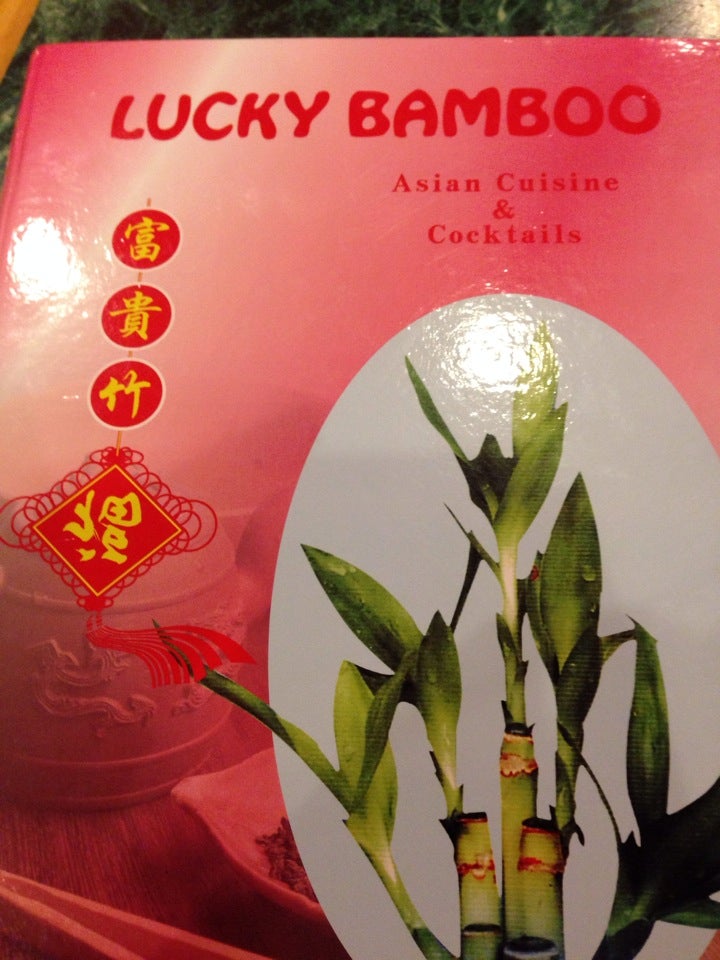 LUCKY BAMBOO
Asian Cuisine
&
Cocktails
富
貴
竹
福